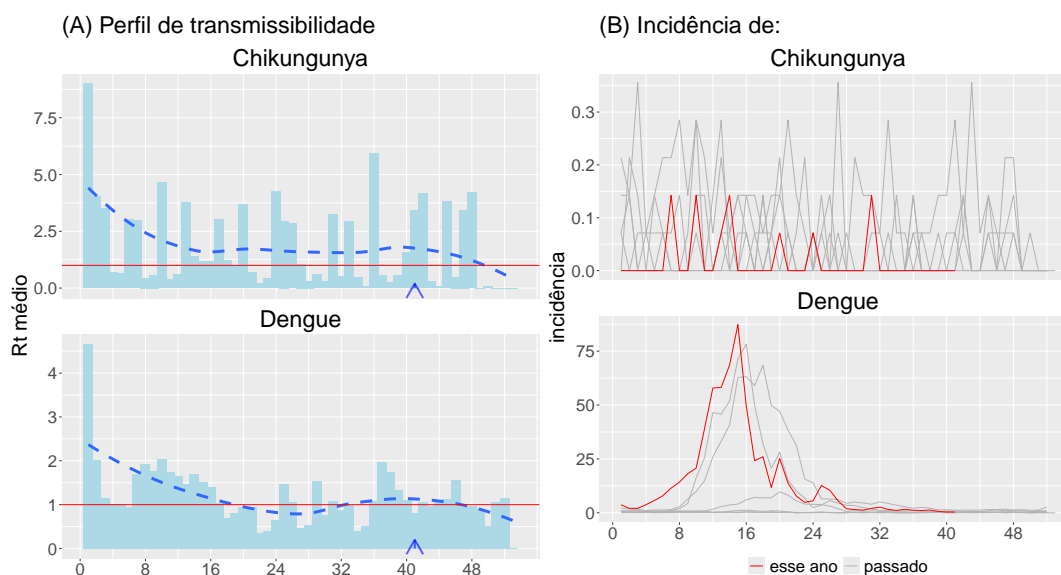 (A) Perfil de transmissibilidade
Chikungunya
7.5
5.0
2.5
0.0
Rt médio
Dengue
4
3
2
1
0
0 8 16 24 32 40 48
(B) Incidência de:
Chikungunya
0.3
0.2
0.1
0.0
incidência
Dengue
75
50
25
0
0 8 16 24 32 40 48
esse ano passado